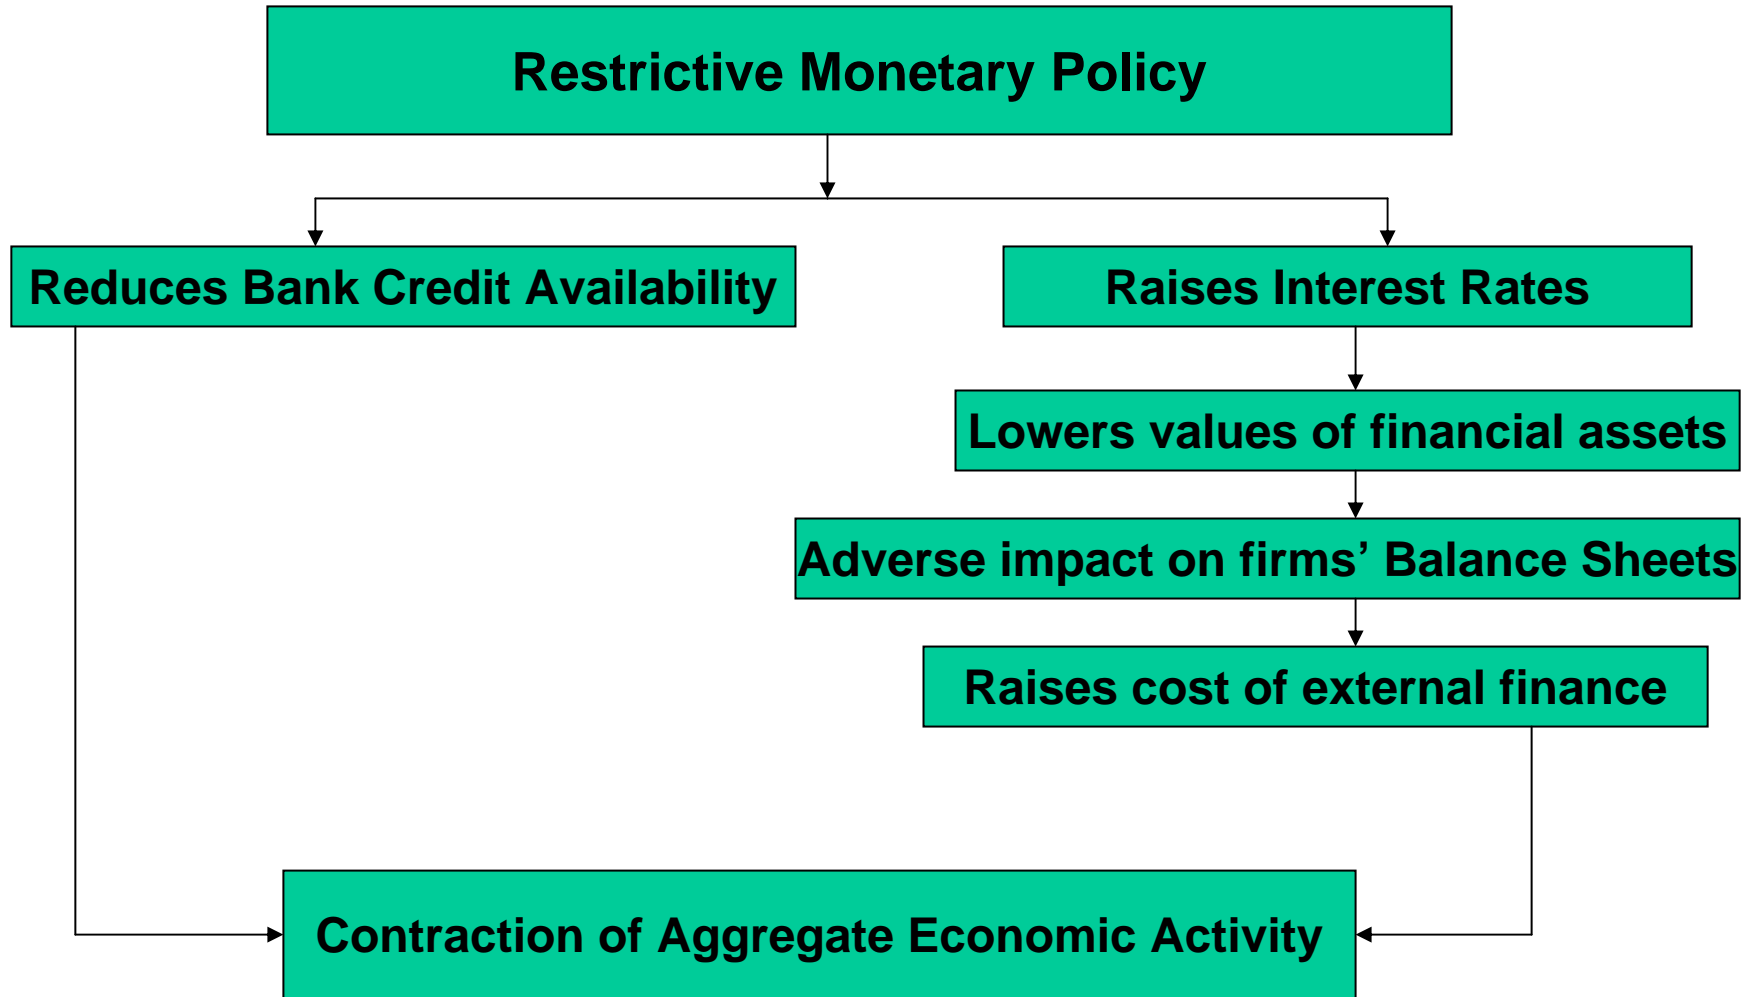 Restrictive Monetary Policy
Reduces Bank Credit Availability
Raises Interest Rates
Lowers values of financial assets
Adverse impact on firms’ Balance Sheets
Raises cost of external finance
Contraction of Aggregate Economic Activity